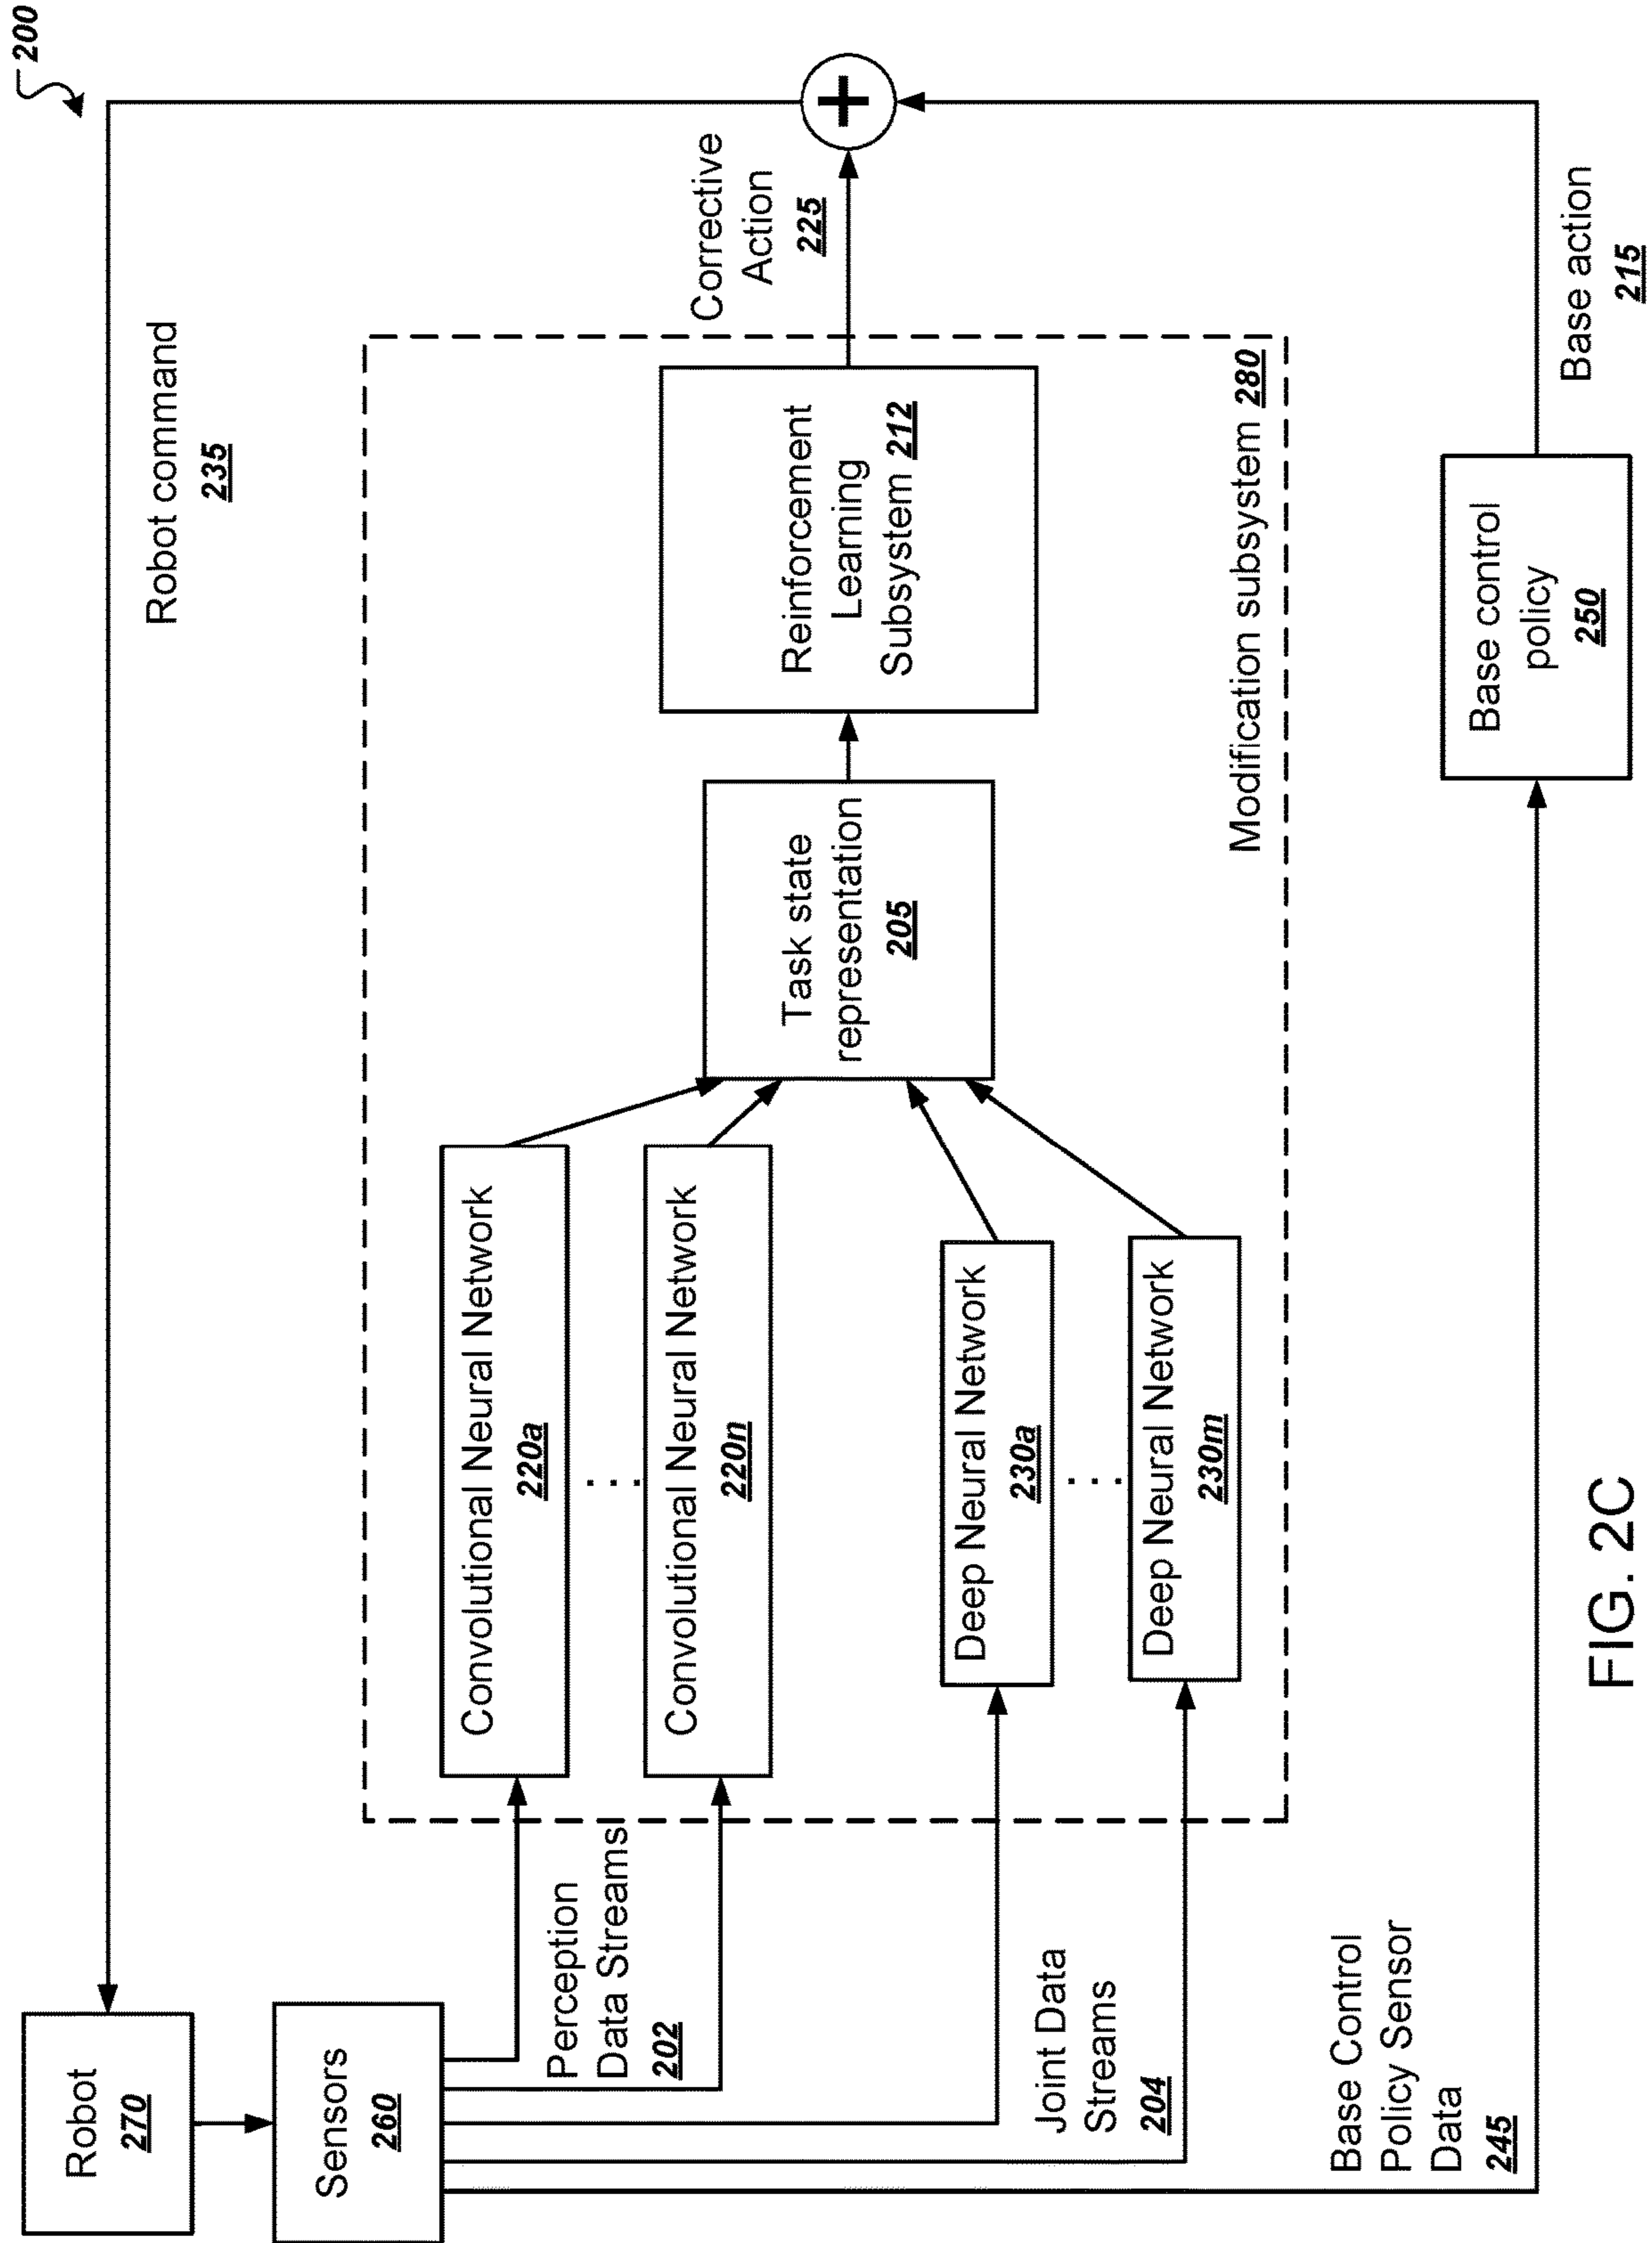 200
Robot command
235
Robot
270
Sensors
260
Perception
Data Streams
202
Joint Data
Streams
204
Base Control
Policy Sensor
Data
245
Convolutional Neural Network
220a
. . .
Convolutional Neural Network
220n
Deep Neural Network
230a
. . .
Deep Neural Network
230m
Task state
representation
205
Reinforcement
Learning
Subsystem 212
Modification subsystem 280
Corrective
Action
225
+
Base control
policy
250
Base action
215
FIG. 2C